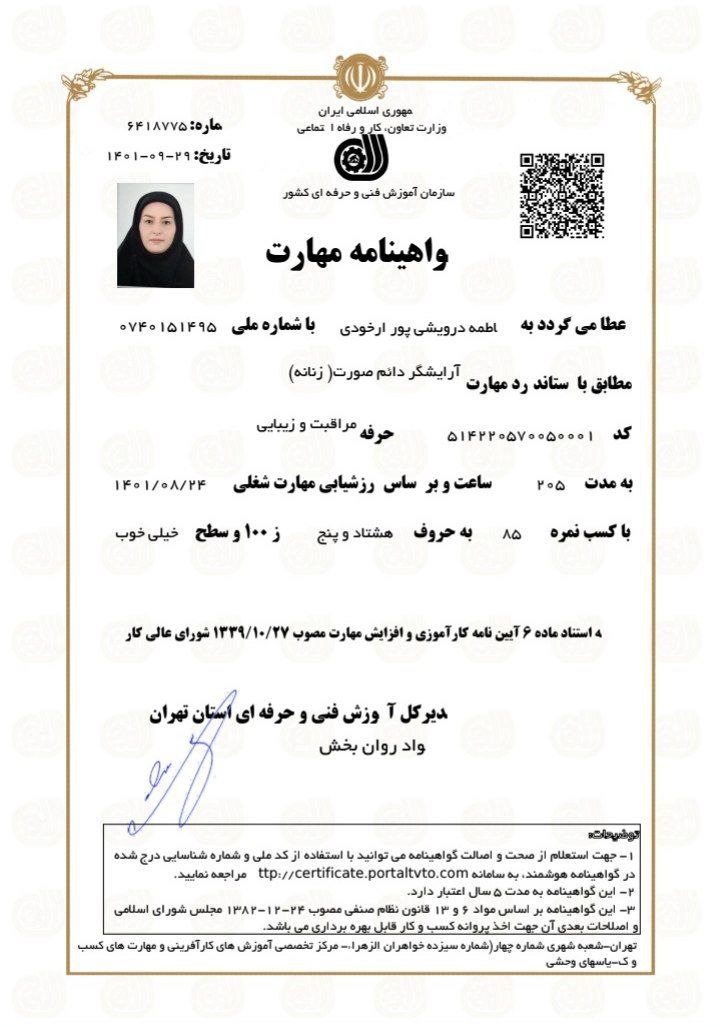 مهوری اسلامی ایران
وزارت تعاون، کار و رفاه ا تماعی
ماره: ۶۴۱۸۷۷۵
تاریخ: ۱۴۰۱-۰۹-۲۹
سازمان آموزش فنی و حرفه ای کشور
واهینامه مهارت
عطا می گردد به اطمه درویشی پور ارخودی با شماره ملی ۰۷۴۰۱۵۱۴۹۵
مطابق با ستاند رد مهارت آرایشگر دائم صورت( زنانه)
کد ۵۱۴۲۲۰۵۷۰۰۵۰۰۰۱ حرفه مراقبت و زیبایی
به مدت ۲۰۵ ساعت و بر ساس رزشیابی مهارت شغلی ۱۴۰۱/۰۸/۲۴
با کسب نمره ۸۵ به حروف هشتاد و پنج ز ۱۰۰ و سطح خیلی خوب
ه استناد ماده ۶ آیین نامه کارآموزی و افزایش مهارت مصوب ۱۳۳۹/۱۰/۲۷ شورای عالی کار
دیرکل آ وزش فنی و حرفه ای استان تهران
واد روان بخش
توضیحات:
۱- جهت استعلام از صحت و اصالت گواهینامه می توانید با استفاده از کد ملی و شماره شناسایی درج شده
در گواهینامه هوشمند، به سامانه ttp://certificate.portaltvto.com مراجعه نمایید.
۲- این گواهینامه به مدت ۵ سال اعتبار دارد.
۳- این گواهینامه بر اساس مواد ۶ و ۱۳ قانون نظام صنفی مصوب ۲۴-۱۲-۱۳۸۲ مجلس شورای اسلامی
و اصلاحات بعدی آن جهت اخذ پروانه کسب و کار قابل بهره برداری می باشد.
تهران-شعبه شهری شماره چهار(شماره سیزده خواهران الزهراء- مرکز تخصصی آموزش های کارآفرینی و مهارت های کسب
و ک-یاسهای وحشی